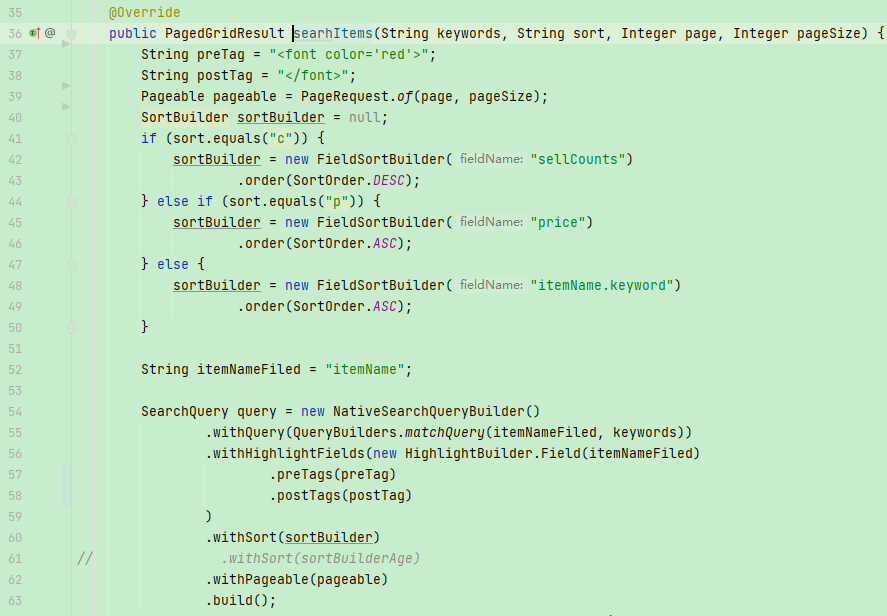 35 @Override
36 @ public PagedGridResult searhItems(String keywords, String sort, Integer page, Integer pageSize) {
37 String preTag = "<font color='red'>";
38 String postTag = "</font>";
39 Pageable pageable = PageRequest.of(page, pageSize);
40 SortBuilder sortBuilder = null;
41 if (sort.equals("c")) {
42 sortBuilder = new FieldSortBuilder( fieldName: "sellCounts")
43 .order(SortOrder.DESC);
44 } else if (sort.equals("p")) {
45 sortBuilder = new FieldSortBuilder( fieldName: "price")
46 .order(SortOrder.ASC);
47 } else {
48 sortBuilder = new FieldSortBuilder( fieldName: "itemName.keyword")
49 .order(SortOrder.ASC);
50 }
51
52 String itemNameFiled = "itemName";
53
54 SearchQuery query = new NativeSearchQueryBuilder()
55 .withQuery(QueryBuilders.matchQuery(itemNameFiled, keywords))
56 .withHighlightFields(new HighlightBuilder.Field(itemNameFiled)
57 .preTags(preTag)
58 .postTags(postTag)
59 )
60 .withSort(sortBuilder)
61 // .withSort(sortBuilderAge)
62 .withPageable(pageable)
63 .build();